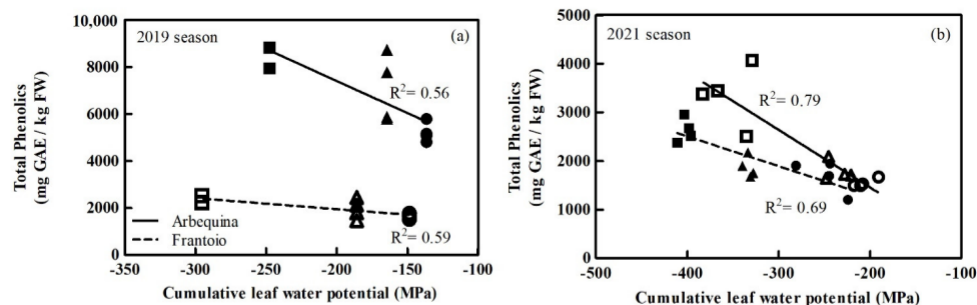 2019 season
(a)
Total Phenolics
(mg GAE / kg FW)
10,000
8000
6000
4000
2000
0
R²= 0.56
R²= 0.59
Arbequina
Frantoio
-350 -300 -250 -200 -150 -100
Cumulative leaf water potential (MPa)
2021 season
(b)
Total Phenolics
(mg GAE / kg FW)
5000
4000
3000
2000
1000
0
R²= 0.79
R²= 0.69
-500 -400 -300 -200 -100
Cumulative leaf water potential (MPa)